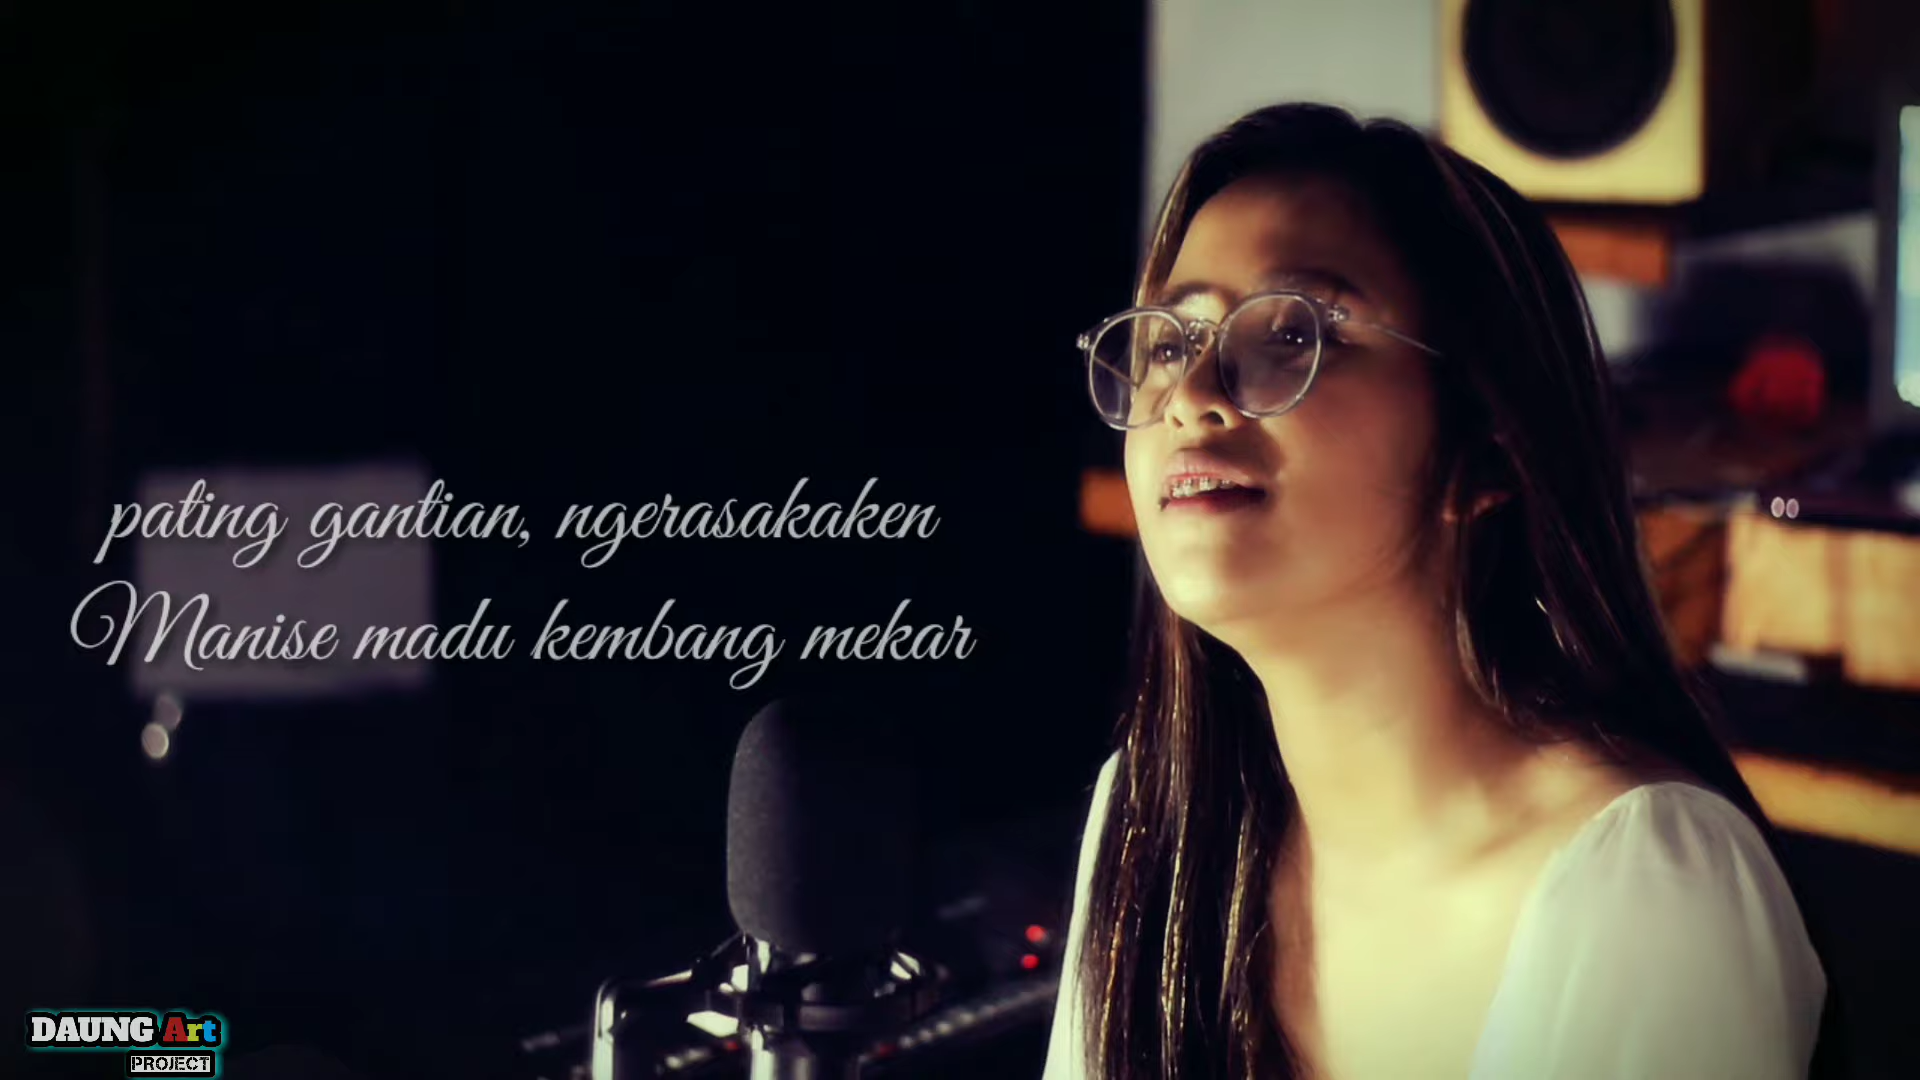 pating gantian, ngerasakaken
Manise madu kembang mekar
DAUNG Art
PROJECT